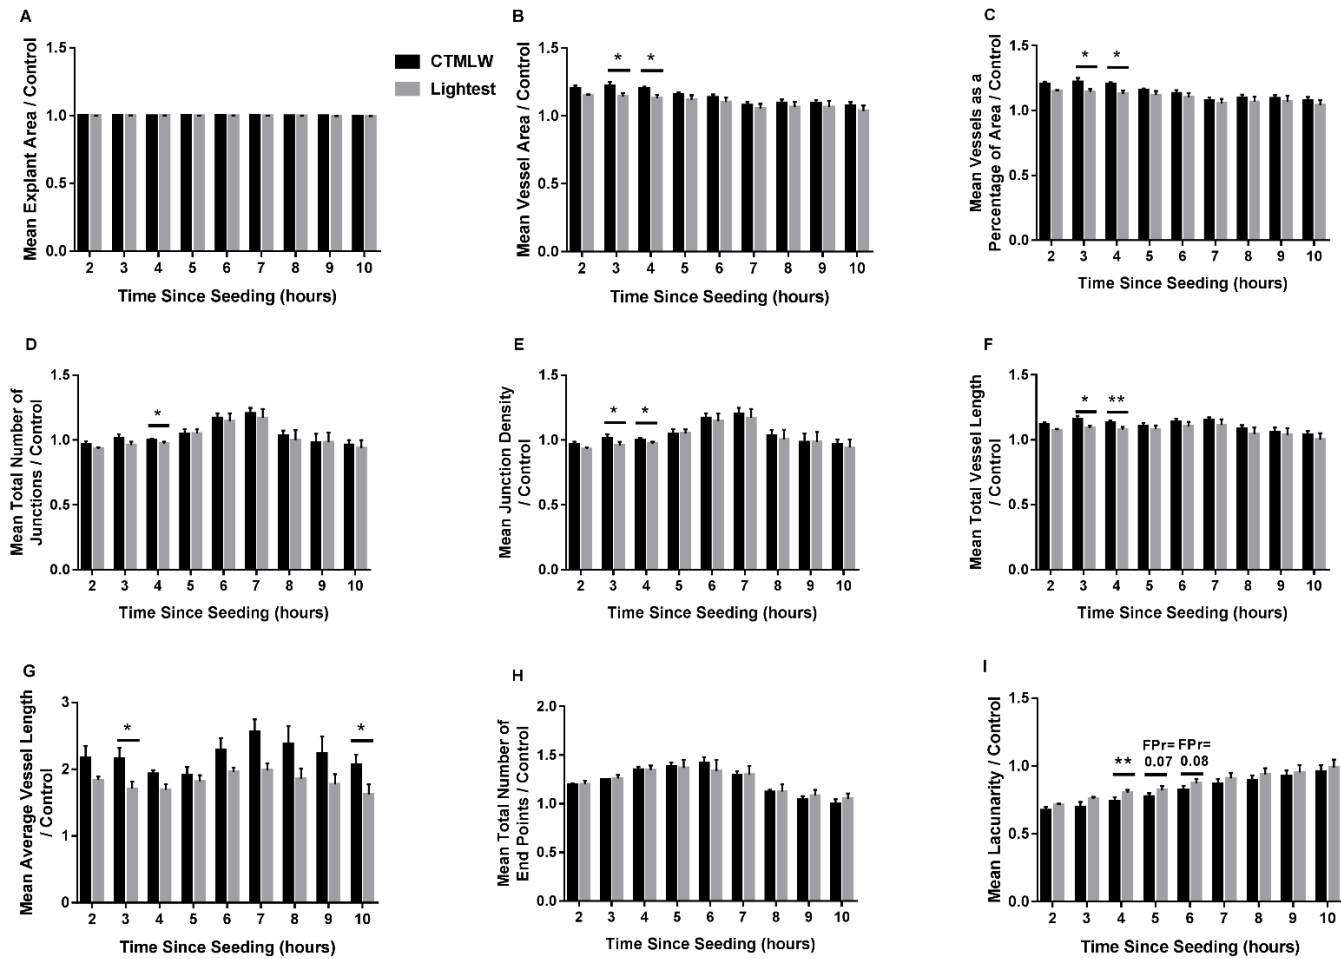 A
Mean Explant Area / Control
1.5
1.0
0.5
0.0
2 3 4 5 6 7 8 9 10
Time Since Seeding (hours)
CTMLW
Lightest
B
Mean Vessel Area / Control
1.5
1.0
0.5
0.0
* *
2 3 4 5 6 7 8 9 10
Time Since Seeding (hours)
C
Mean Vessels as a
Percentage of Area / Control
1.5
1.0
0.5
0.0
* *
2 3 4 5 6 7 8 9 10
Time Since Seeding (hours)
D
Mean Total Number of
Junctions / Control
1.5
1.0
0.5
0.0
*
2 3 4 5 6 7 8 9 10
Time Since Seeding (hours)
E
Mean Junction Density
/ Control
1.5
1.0
0.5
0.0
* *
2 3 4 5 6 7 8 9 10
Time Since Seeding (hours)
F
Mean Total Vessel Length
/ Control
1.5
1.0
0.5
0.0
* **
2 3 4 5 6 7 8 9 10
Time Since Seeding (hours)
G
Mean Average Vessel Length
/ Control
3
2
1
0
* *
2 3 4 5 6 7 8 9 10
Time Since Seeding (hours)
H
Mean Total Number of
End Points / Control
2.0
1.5
1.0
0.5
0.0
2 3 4 5 6 7 8 9 10
Time Since Seeding (hours)
I
Mean Lacunarity / Control
1.5
1.0
0.5
0.0
FPr= FPr=
** 0.07 0.08
2 3 4 5 6 7 8 9 10
Time Since Seeding (hours)